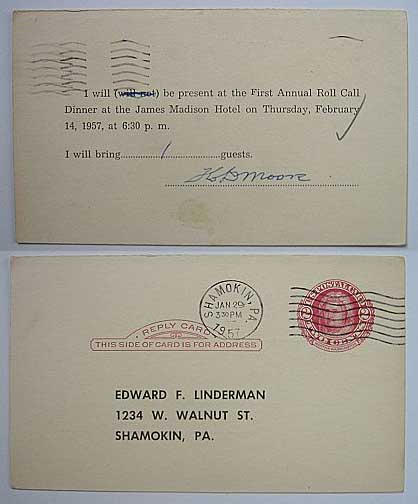 I will (will not) be present at the First Annual Roll Call
Dinner at the James Madison Hotel on Thursday, February
14, 1957, at 6:30 p. m.
I will bring.............1..................guests.
H D Moore
SHAMOKIN, PA.
JAN 29
3 30 PM
1957
U.S. POSTAGE
REPLY CARD
THIS SIDE OF CARD IS FOR ADDRESS
EDWARD F. LINDERMAN
1234 W. WALNUT ST.
SHAMOKIN, PA.